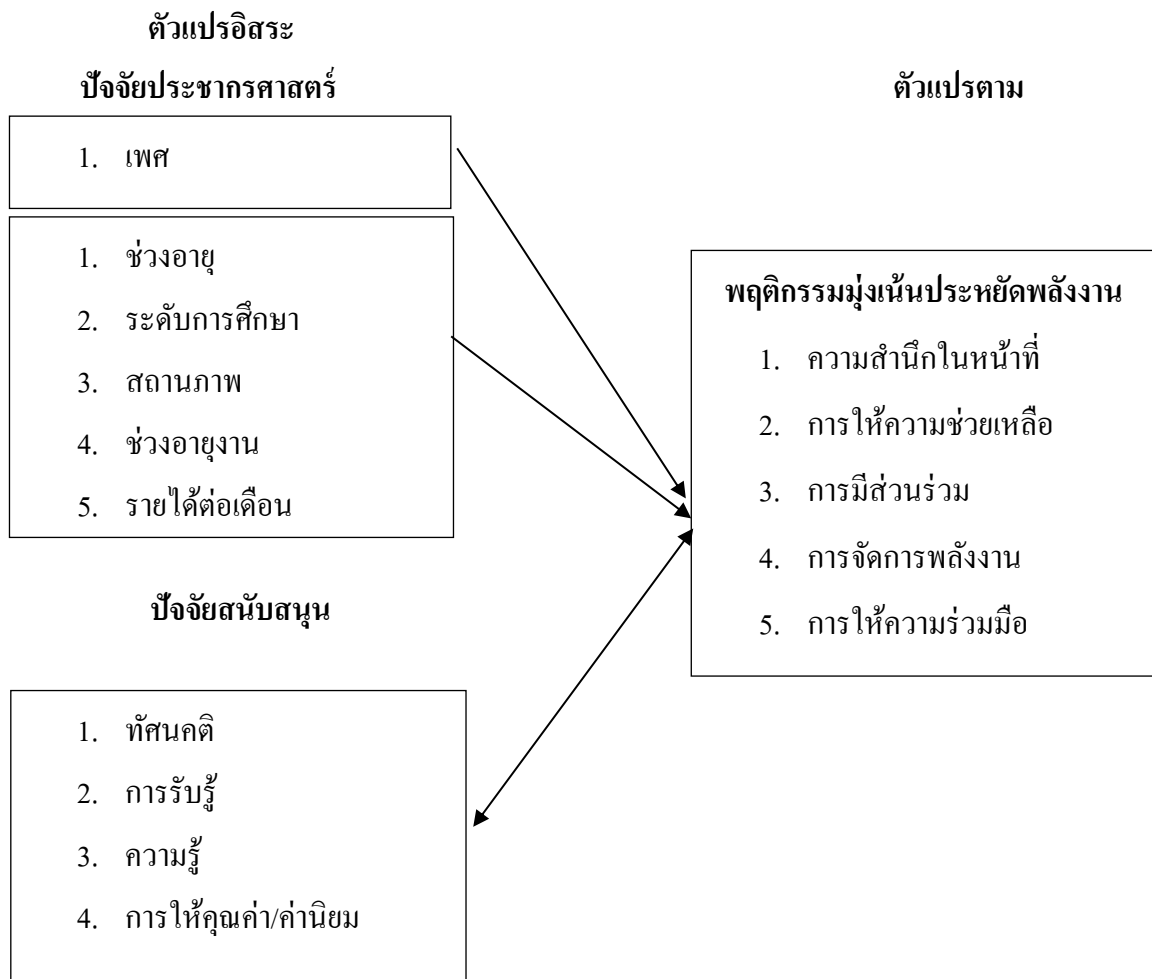 ตัวแปรอิสระ
ปัจจัยประชากรศาสตร์
1. เพศ
1. ช่วงอายุ
2. ระดับการศึกษา
3. สถานภาพ
4. ช่วงอายุงาน
5. รายได้ต่อเดือน
ปัจจัยสนับสนุน
1. ทัศนคติ
2. การรับรู้
3. ความรู้
4. การให้คุณค่า/ค่านิยม
ตัวแปรตาม
พฤติกรรมมุ่งเน้นประหยัดพลังงาน
1. ความสำนึกในหน้าที่
2. การให้ความช่วยเหลือ
3. การมีส่วนร่วม
4. การจัดการพลังงาน
5. การให้ความร่วมมือ